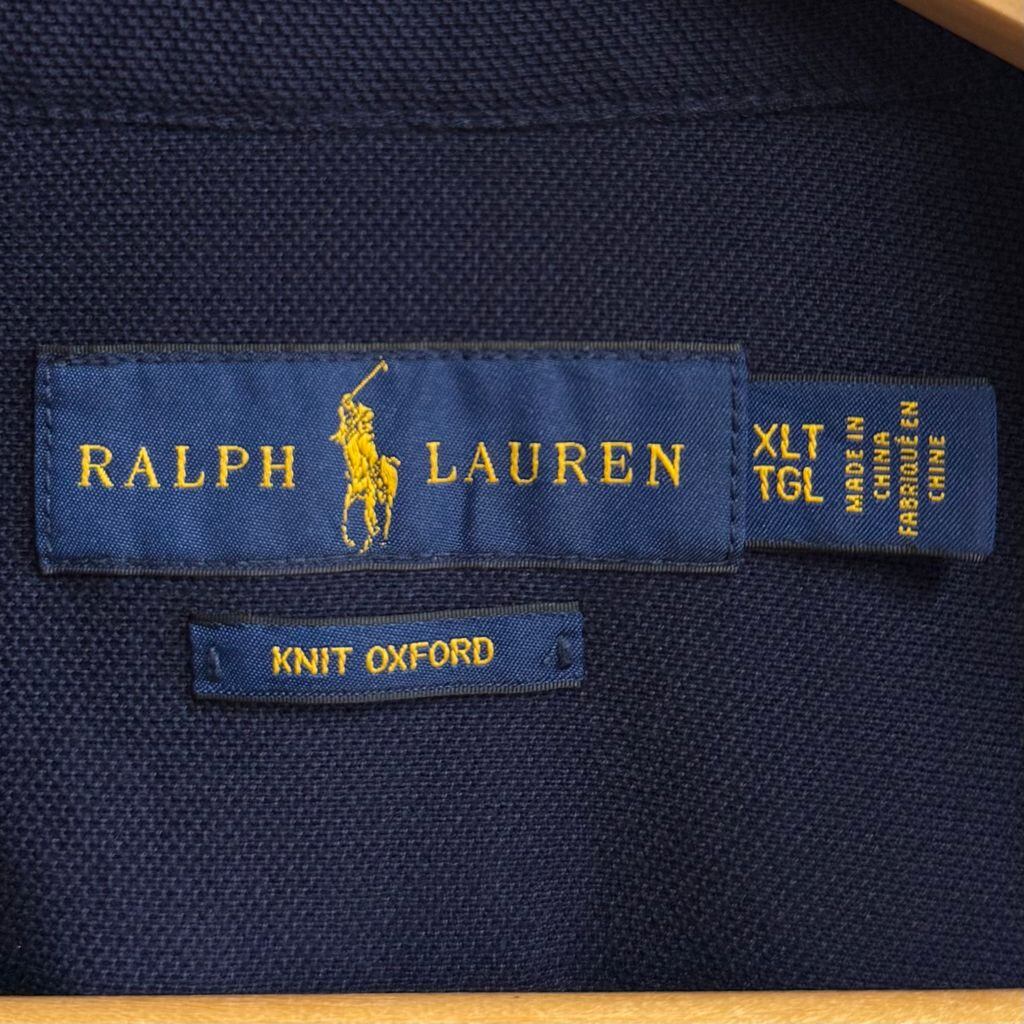 RALPH LAUREN
XLT
TGL
MADE IN
CHINA
FABRIQUÉ EN
CHINE
KNIT OXFORD